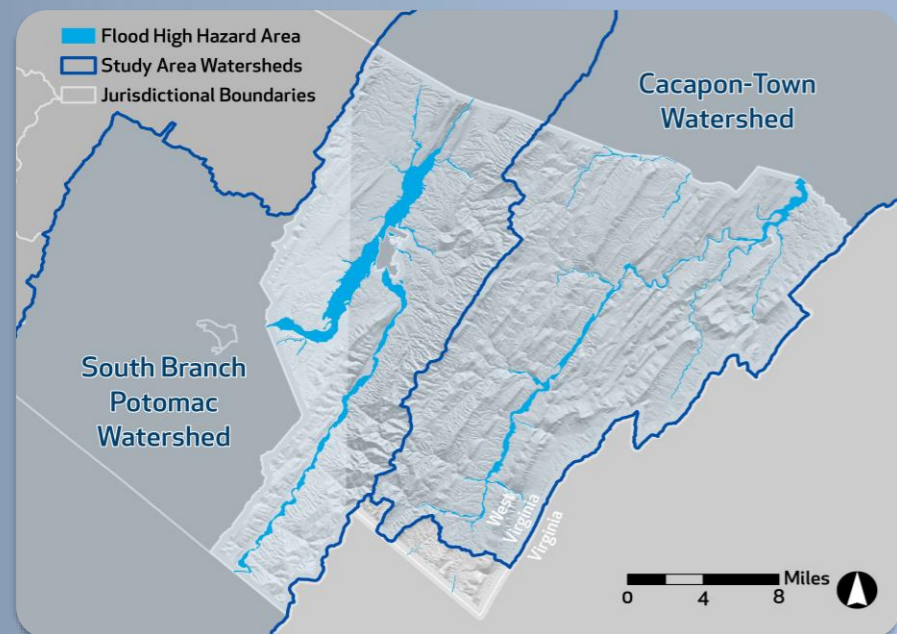 Flood High Hazard Area
Study Area Watersheds
Jurisdictional Boundaries
Cacapon-Town
Watershed
South Branch
Potomac
Watershed
West
Virginia
Virginia
Miles
0 4 8